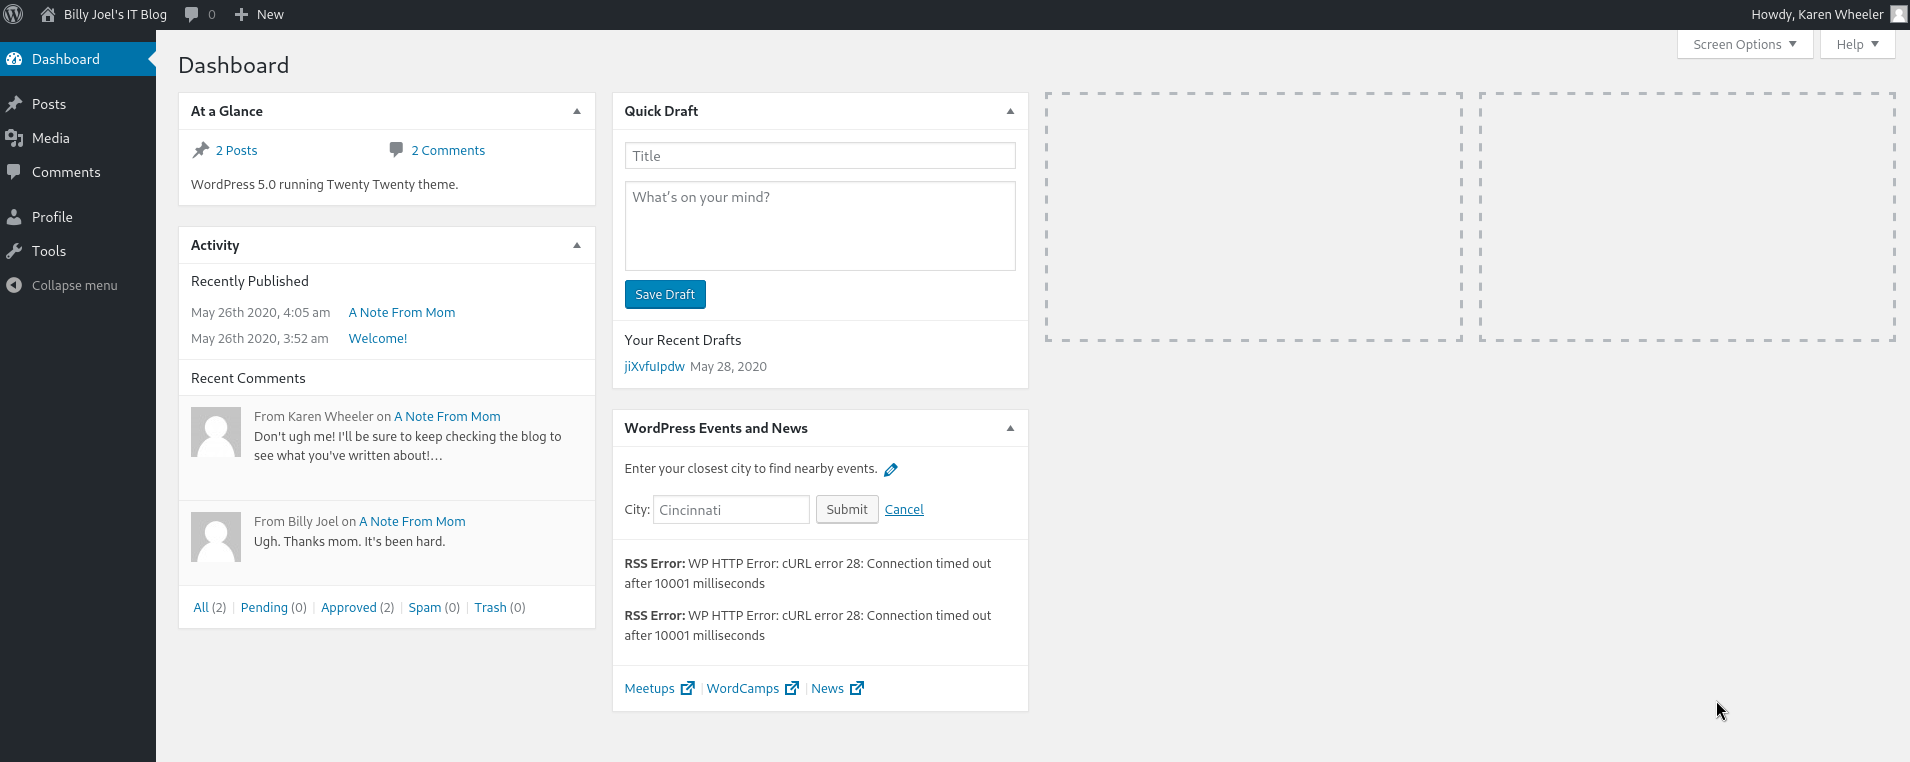 Billy Joel's IT Blog 0 New Howdy, Karen Wheeler
Dashboard
Posts
Media
Comments
Profile
Tools
Collapse menu
Screen Options Help
Dashboard
At a Glance
2 Posts 2 Comments
WordPress 5.0 running Twenty Twenty theme.
Activity
Recently Published
May 26th 2020, 4:05 am A Note From Mom
May 26th 2020, 3:52 am Welcome!
Recent Comments
From Karen Wheeler on A Note From Mom
Don't ugh me! I'll be sure to keep checking the blog to
see what you've written about!…
From Billy Joel on A Note From Mom
Ugh. Thanks mom. It's been hard.
All (2) | Pending (0) | Approved (2) | Spam (0) | Trash (0)
Quick Draft
Title
What's on your mind?
Save Draft
Your Recent Drafts
jiXvfuIpdw May 28, 2020
WordPress Events and News
Enter your closest city to find nearby events.
City: Cincinnati Submit Cancel
RSS Error: WP HTTP Error: cURL error 28: Connection timed out
after 10001 milliseconds
RSS Error: WP HTTP Error: cURL error 28: Connection timed out
after 10001 milliseconds
Meetups | WordCamps | News